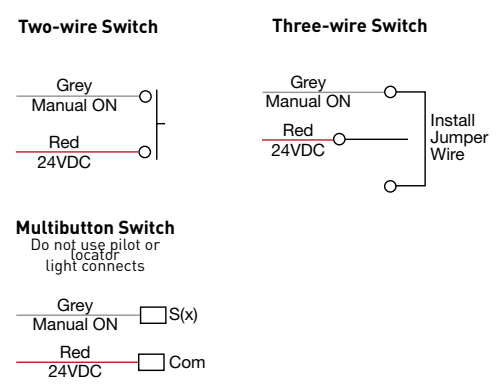 Two-wire Switch
Grey
Manual ON
Red
24VDC
Three-wire Switch
Grey
Manual ON
Red
24VDC
Install
Jumper
Wire
Multibutton Switch
Do not use pilot or
locator
light connects
Grey
Manual ON
S(x)
Red
24VDC
Com